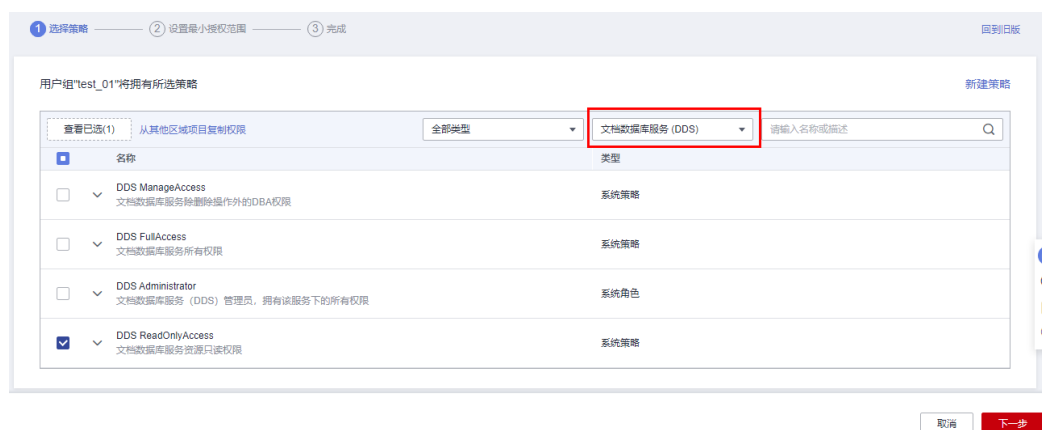 1 选择策略 2 设置最小授权范围 3 完成 回到旧版
用户组"test_01"将拥有所选策略 新建策略
查看已选(1) 从其他区域项目复制权限 全部类型 文档数据库服务 (DDS) 请输入名称或描述
名称 类型
DDS ManageAccess
文档数据库服务除删除操作外的DBA权限
系统策略
DDS FullAccess
文档数据库服务所有权限
系统策略
DDS Administrator
文档数据库服务（DDS）管理员，拥有该服务下的所有权限
系统角色
DDS ReadOnlyAccess
文档数据库服务资源只读权限
系统策略
取消 下一步